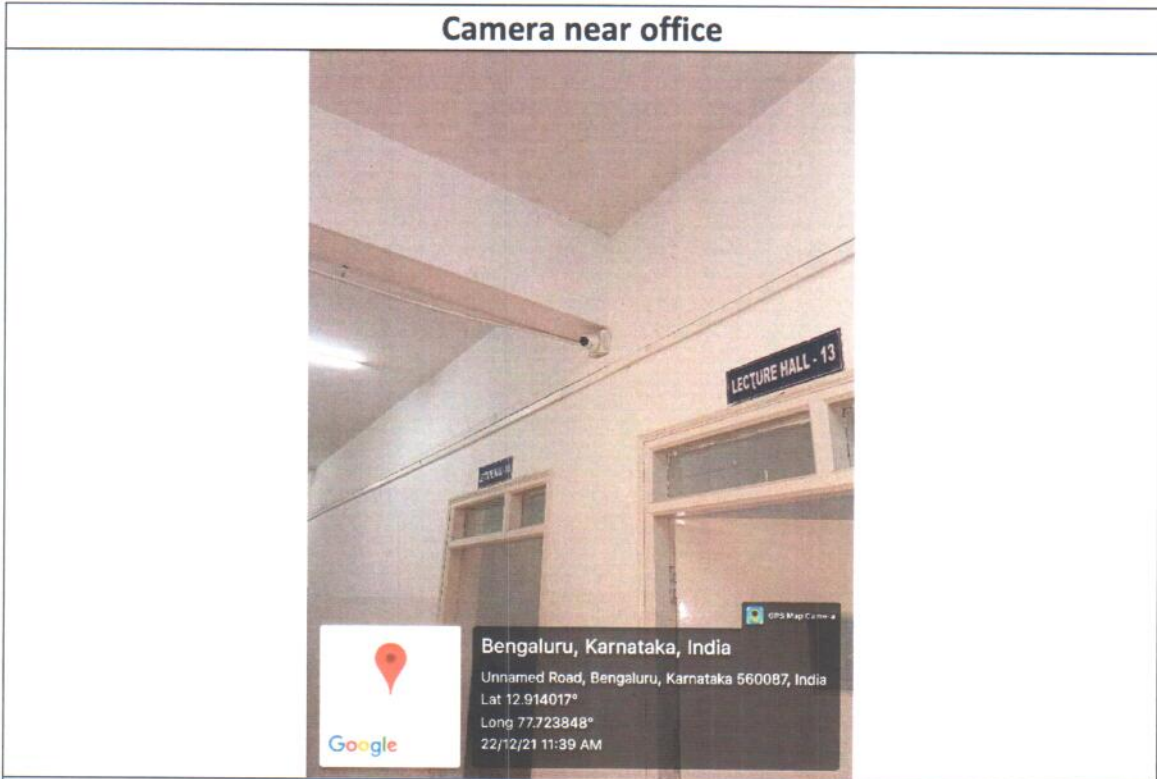 Camera near office
LECTURE HALL - 13
GPS Map Camera
Bengaluru, Karnataka, India
Unnamed Road, Bengaluru, Karnataka 560087, India
Lat 12.914017°
Long 77.723848°
22/12/21 11:39 AM
Google